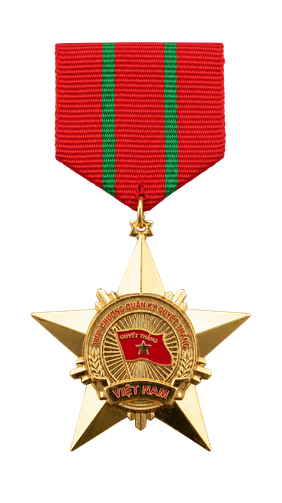 HUY CHƯƠNG QUÂN KỲ QUYẾT THẮNG
QUYẾT THẮNG
VIỆT NAM